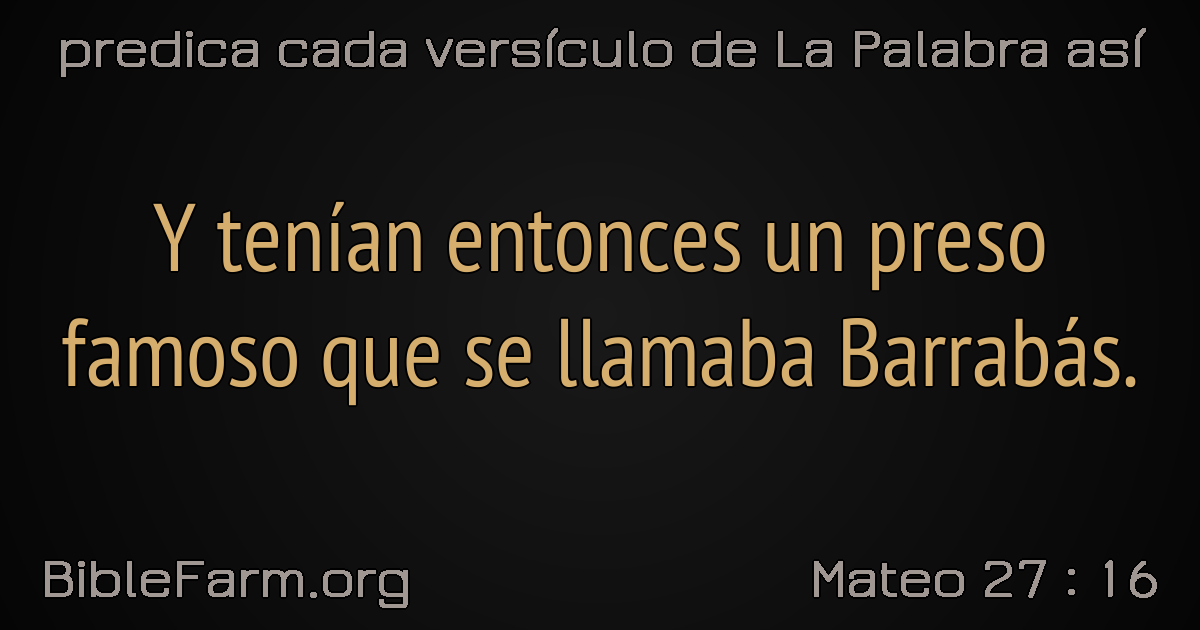 predica cada versículo de La Palabra así
Y tenían entonces un preso
famoso que se llamaba Barrabás.
BibleFarm.org
Mateo 27 : 16